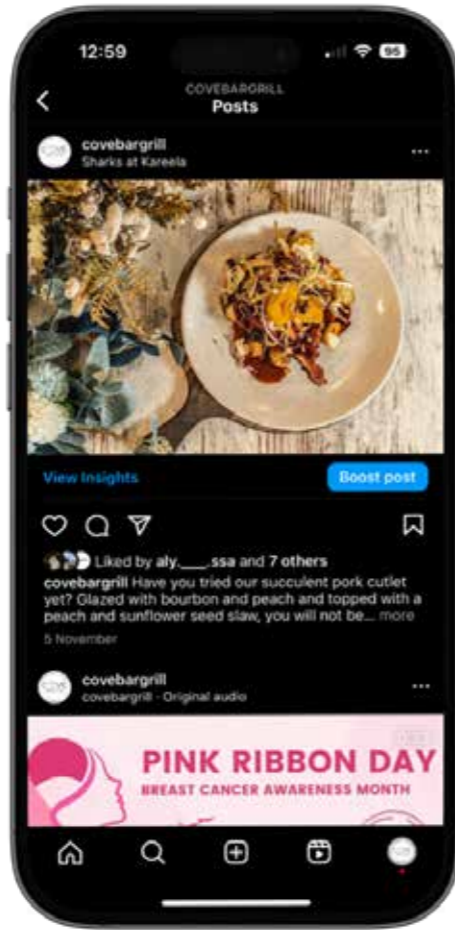 12:59
95
COVEBARGRILL
Posts
covebargrill
Sharks at Kareela
View Insights
Boost post
Liked by aly.___.ssa and 7 others
covebargrill Have you tried our succulent pork cutlet
yet? Glazed with bourbon and peach and topped with a
peach and sunflower seed slaw, you will not be... more
5 November
covebargrill
covebargrill · Original audio
PINK RIBBON DAY
BREAST CANCER AWARENESS MONTH